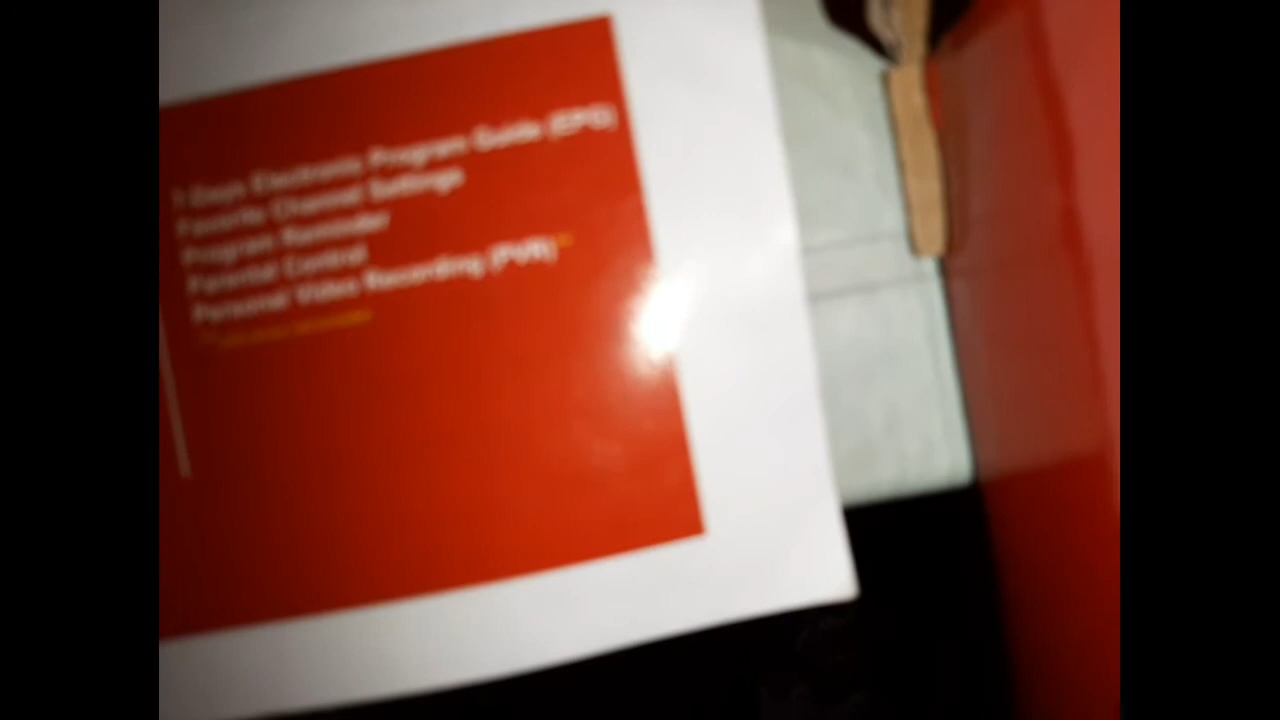 7 Days Electronic Program Guide (EPG)
Favorite Channel Settings
Program Reminder
Parental Control
Personal Video Recording (PVR)